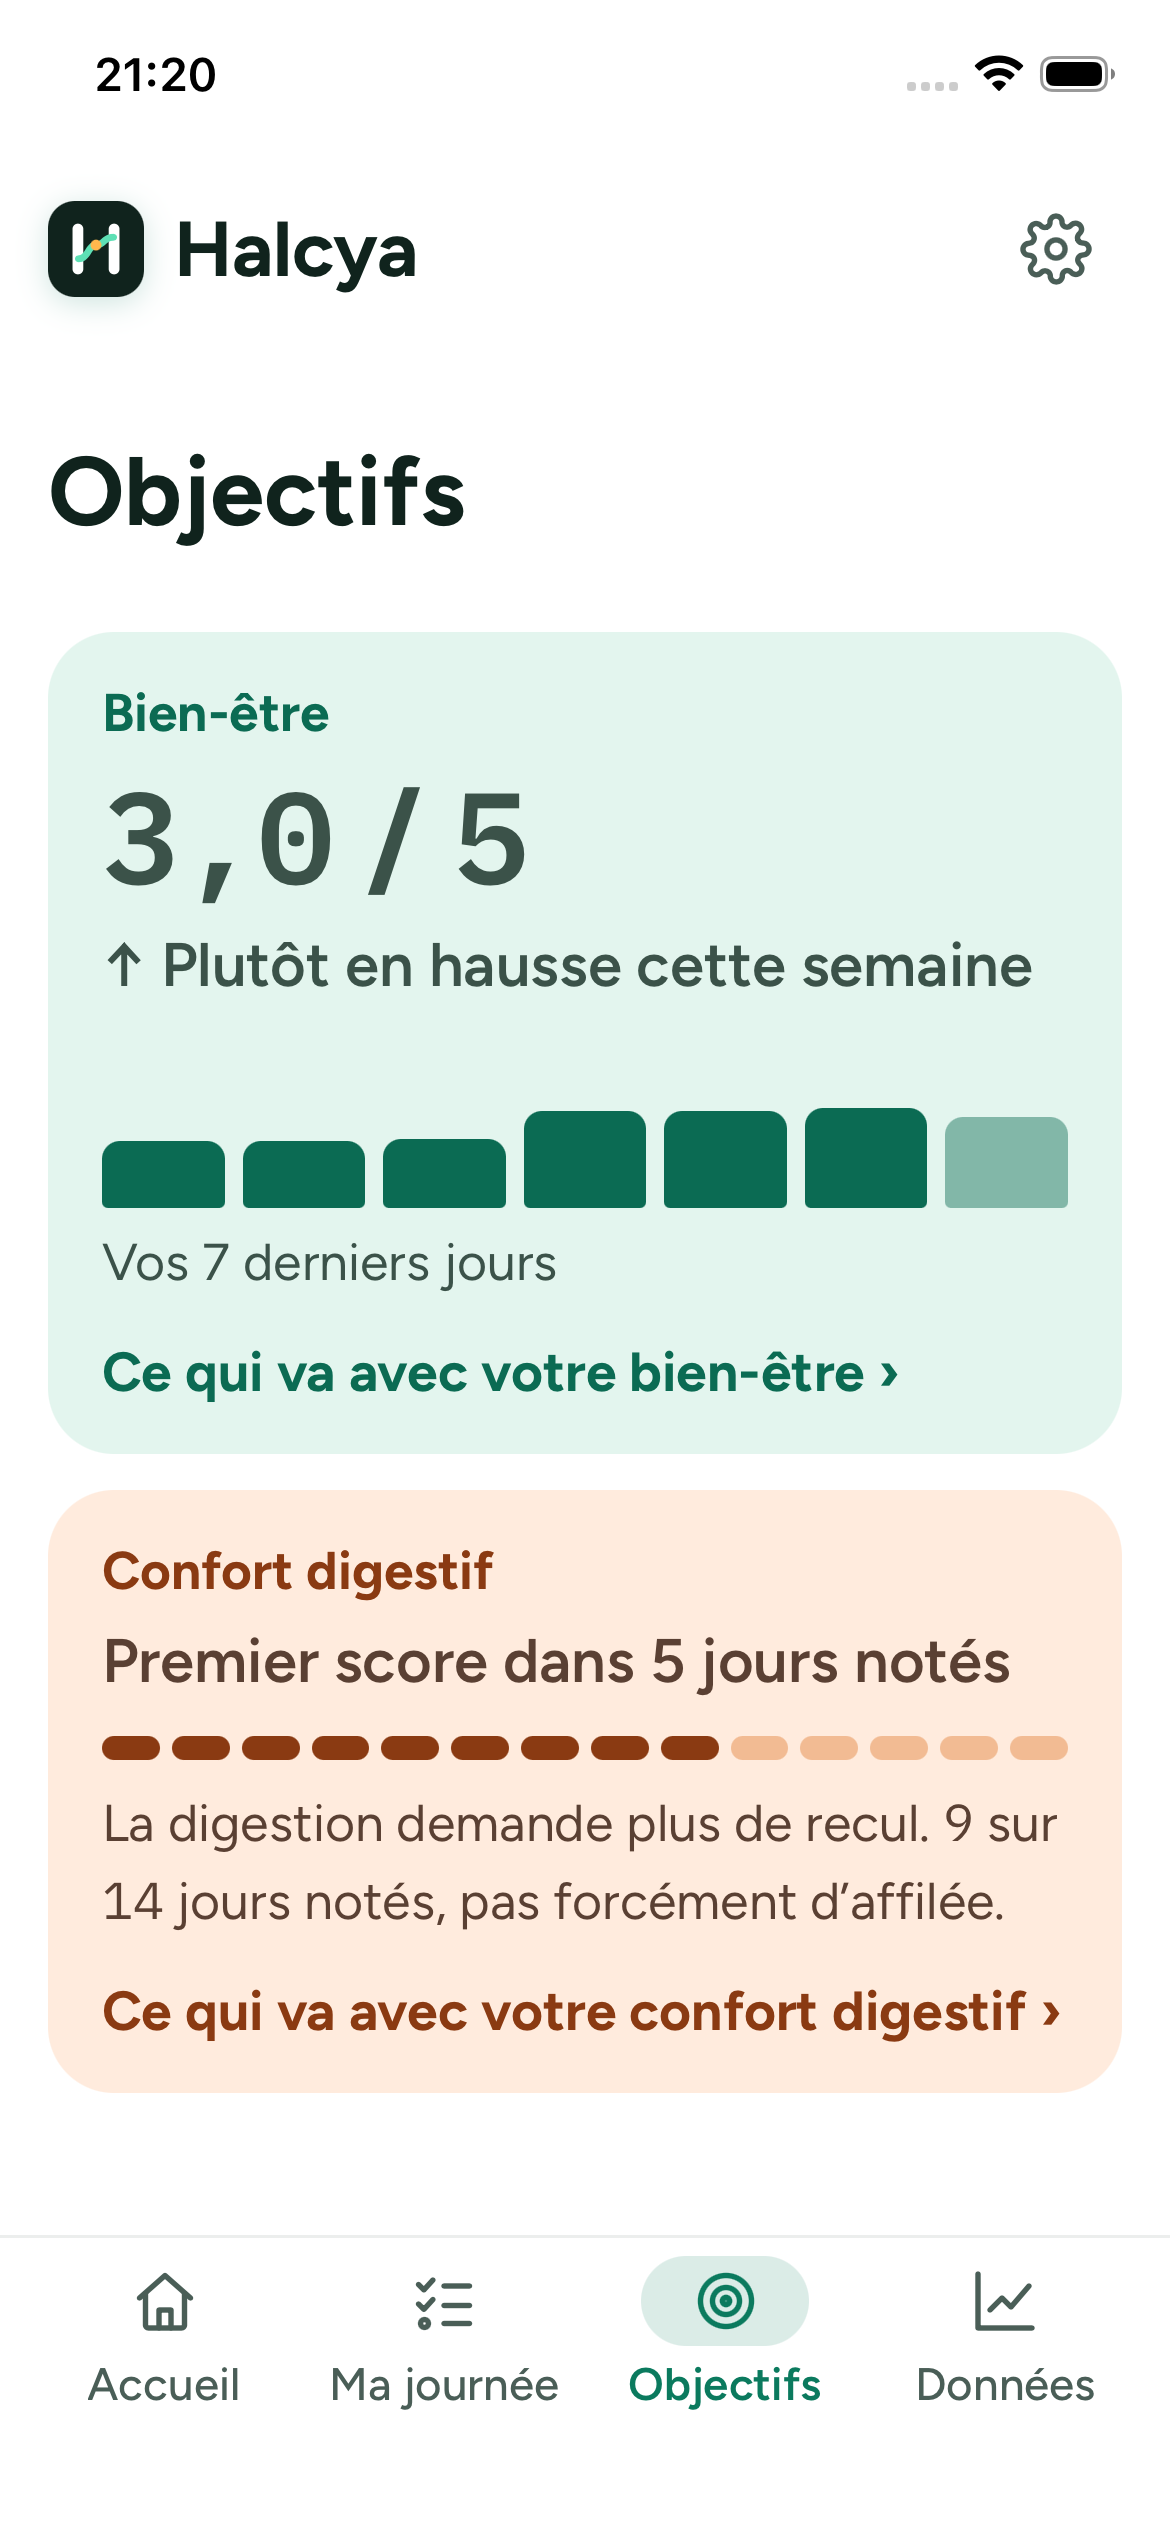 21:20
Halcya
Objectifs
Bien-être
3,0/5
↑ Plutôt en hausse cette semaine
Vos 7 derniers jours
Ce qui va avec votre bien-être ›
Confort digestif
Premier score dans 5 jours notés
La digestion demande plus de recul. 9 sur
14 jours notés, pas forcément d’affilée.
Ce qui va avec votre confort digestif ›
Accueil
Ma journée
Objectifs
Données